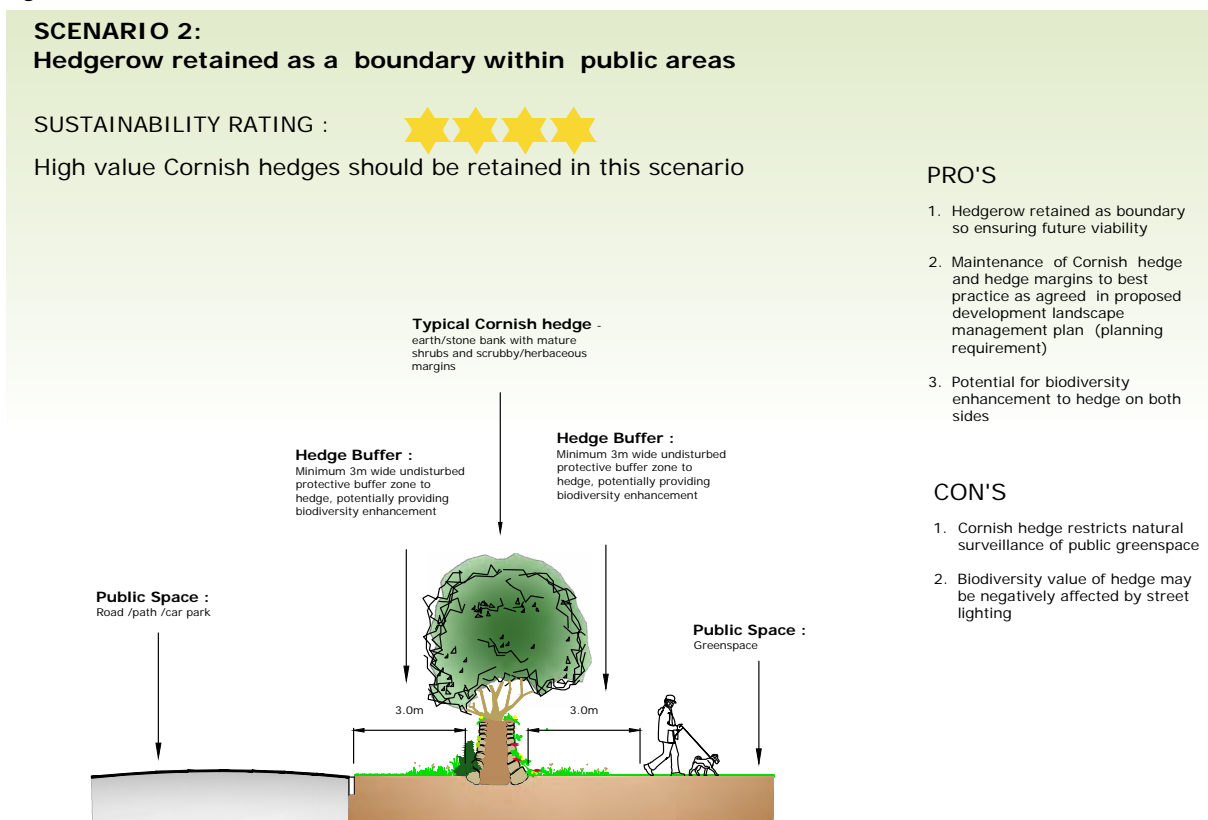 SCENARIO 2:
Hedgerow retained as a boundary within public areas
SUSTAINABILITY RATING :
High value Cornish hedges should be retained in this scenario
PRO'S
1. Hedgerow retained as boundary
so ensuring future viability
2. Maintenance of Cornish hedge
and hedge margins to best
practice as agreed in proposed
development landscape
management plan (planning
requirement)
3. Potential for biodiversity
enhancement to hedge on both
sides
CON'S
1. Cornish hedge restricts natural
surveillance of public greenspace
2. Biodiversity value of hedge may
be negatively affected by street
lighting
Typical Cornish hedge -
earth/stone bank with mature
shrubs and scrubby/herbaceous
margins
Hedge Buffer :
Minimum 3m wide undisturbed
protective buffer zone to
hedge, potentially providing
biodiversity enhancement
Hedge Buffer :
Minimum 3m wide undisturbed
protective buffer zone to
hedge, potentially providing
biodiversity enhancement
Public Space :
Road /path /car park
Public Space :
Greenspace
3.0m
3.0m